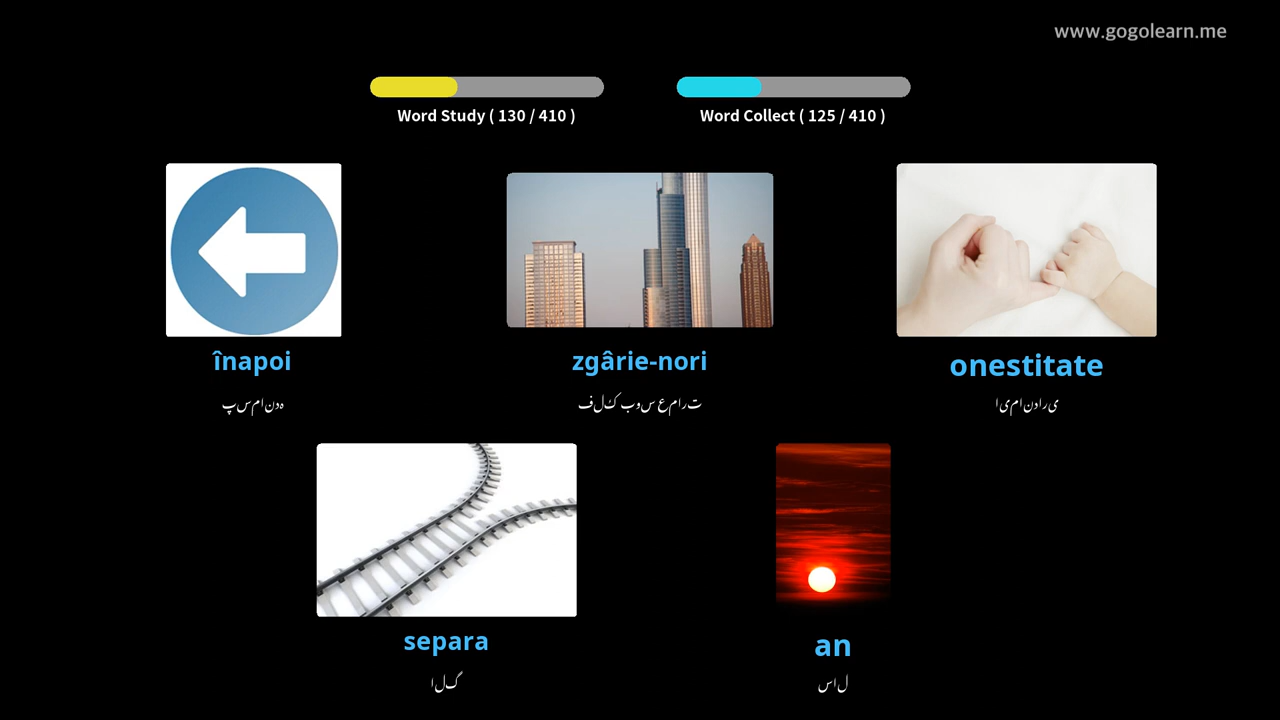 www.gogolearn.me
Word Study ( 130 / 410 )
Word Collect ( 125 / 410 )
înapoi
پسماندہ
zgârie-nori
فلک بوس عمارت
onestitate
ایمانداری
separa
الگ
an
سال